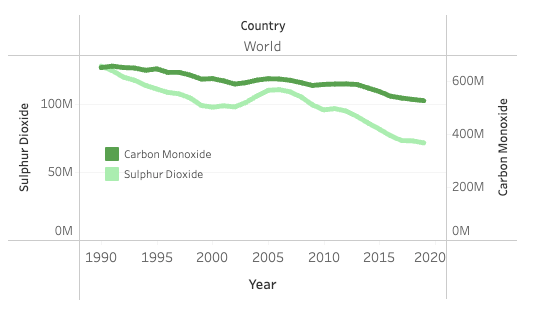 Country
World
Sulphur Dioxide
100M
50M
0M
Carbon Monoxide
Sulphur Dioxide
600M
400M
200M
0M
Carbon Monoxide
1990 1995 2000 2005 2010 2015 2020
Year